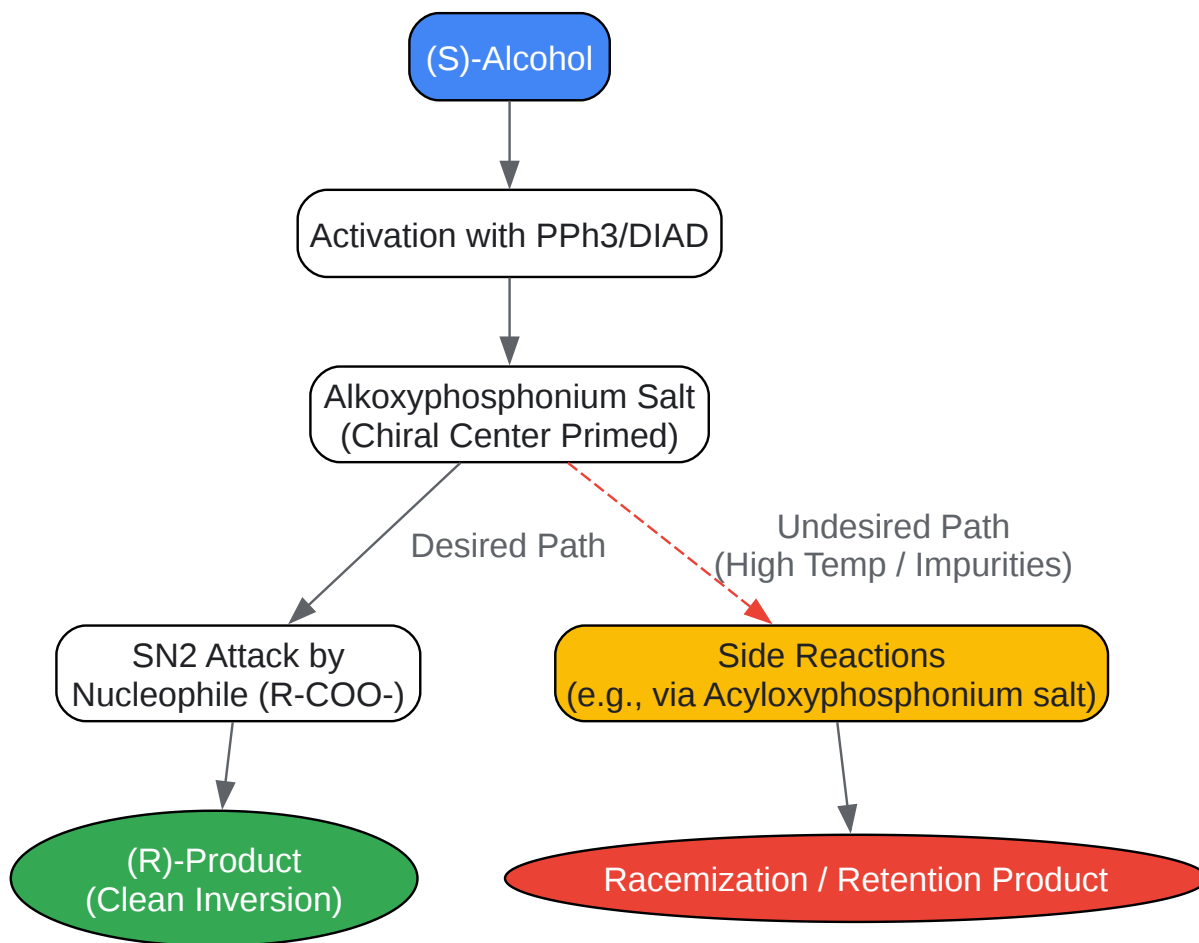 (S)-Alcohol
Activation with PPh3/DIAD
Alkoxyphosphonium Salt
(Chiral Center Primed)
Desired Path
Undesired Path
(High Temp / Impurities)
SN2 Attack by
Nucleophile (R-COO-)
Side Reactions
(e.g., via Acyloxyphosphonium salt)
(R)-Product
(Clean Inversion)
Racemization / Retention Product